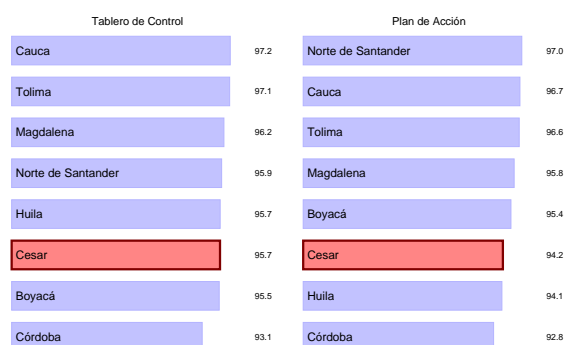 Tablero de Control
Cauca 97.2
Tolima 97.1
Magdalena 96.2
Norte de Santander 95.9
Huila 95.7
Cesar 95.7
Boyacá 95.5
Córdoba 93.1
Plan de Acción
Norte de Santander 97.0
Cauca 96.7
Tolima 96.6
Magdalena 95.8
Boyacá 95.4
Cesar 94.2
Huila 94.1
Córdoba 92.8